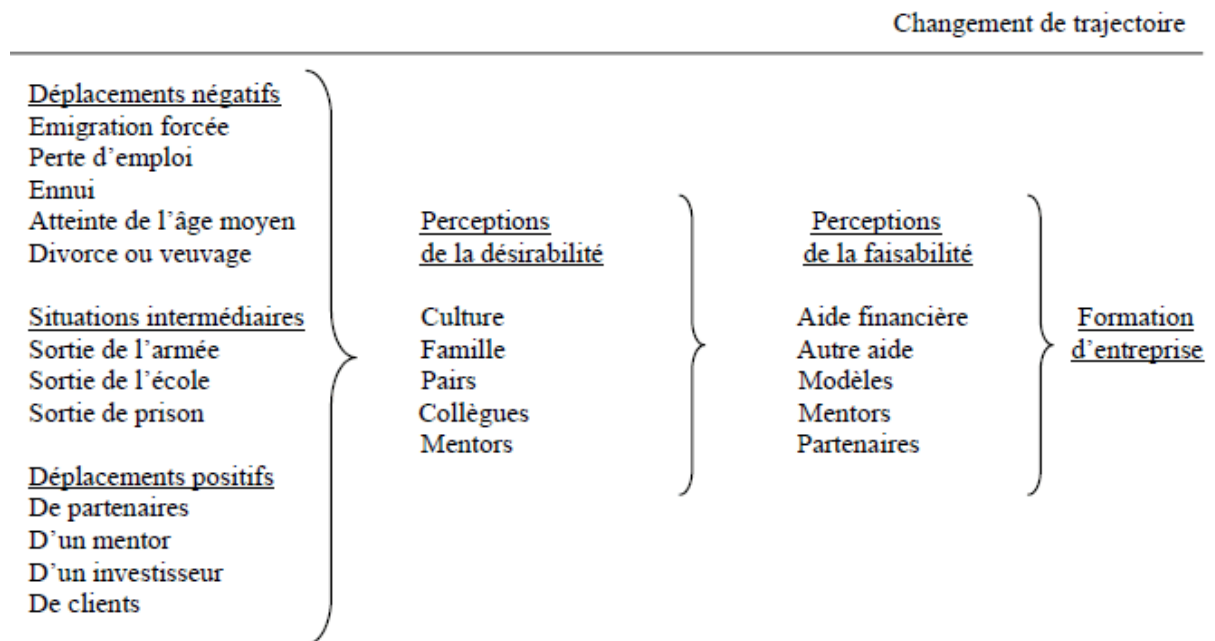 Changement de trajectoire
Déplacements négatifs
Emigration forcée
Perte d'emploi
Ennui
Atteinte de l'âge moyen
Divorce ou veuvage
Situations intermédiaires
Sortie de l'armée
Sortie de l'école
Sortie de prison
Déplacements positifs
De partenaires
D'un mentor
D'un investisseur
De clients
Perceptions
de la désirabilité
Culture
Famille
Pairs
Collègues
Mentors
Perceptions
de la faisabilité
Aide financière
Autre aide
Modèles
Mentors
Partenaires
Formation
d'entreprise